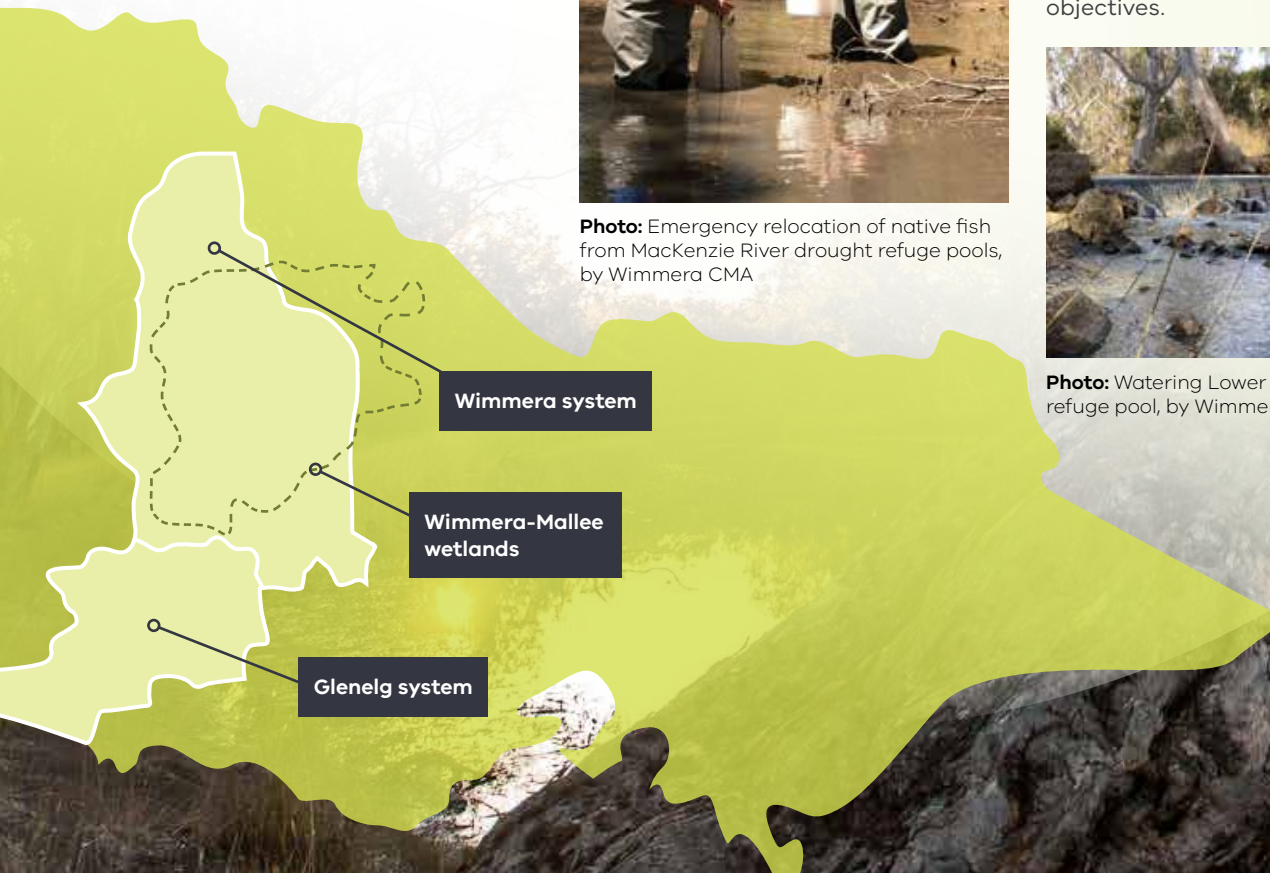 objectives.
Photo: Emergency relocation of native fish
from MacKenzie River drought refuge pools,
by Wimmera CMA
Photo: Watering Lower
refuge pool, by Wimme
Wimmera system
Wimmera-Mallee
wetlands
Glenelg system